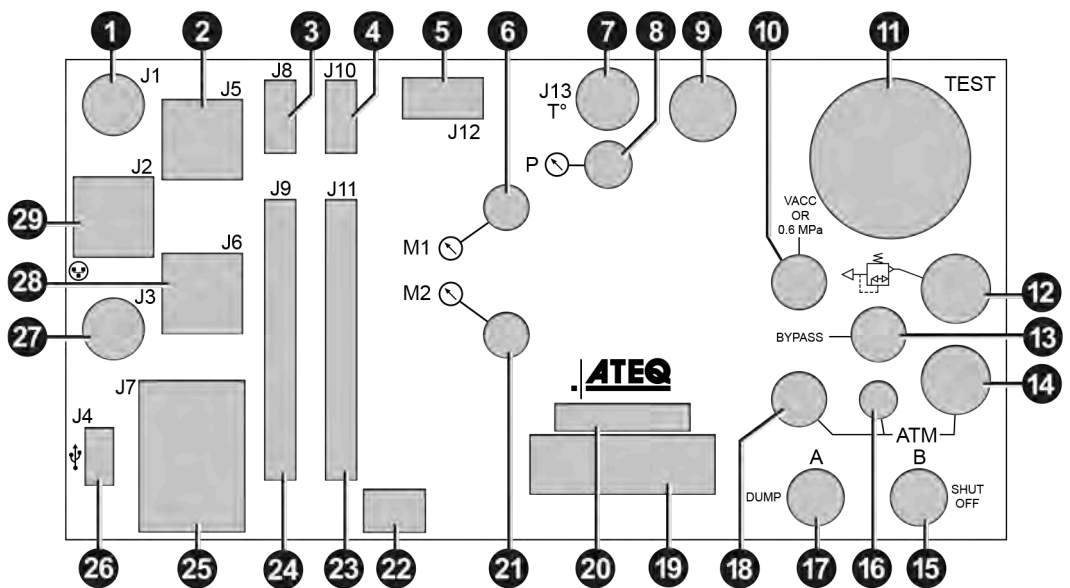 1 2 3 4 5 6 7 8 9 10 11
J1 J5 J8 J10 J12 J13
T°
TEST
P
J2 J9 J11
29
VACC
OR
0.6 MPa
M1
28
J6
M2
12
J3
27
BYPASS
13
ATEQ
14
J7
J4
ATM
A B
DUMP
SHUT
OFF
26 25 24 23 22 21 20 19 18 17 16 15